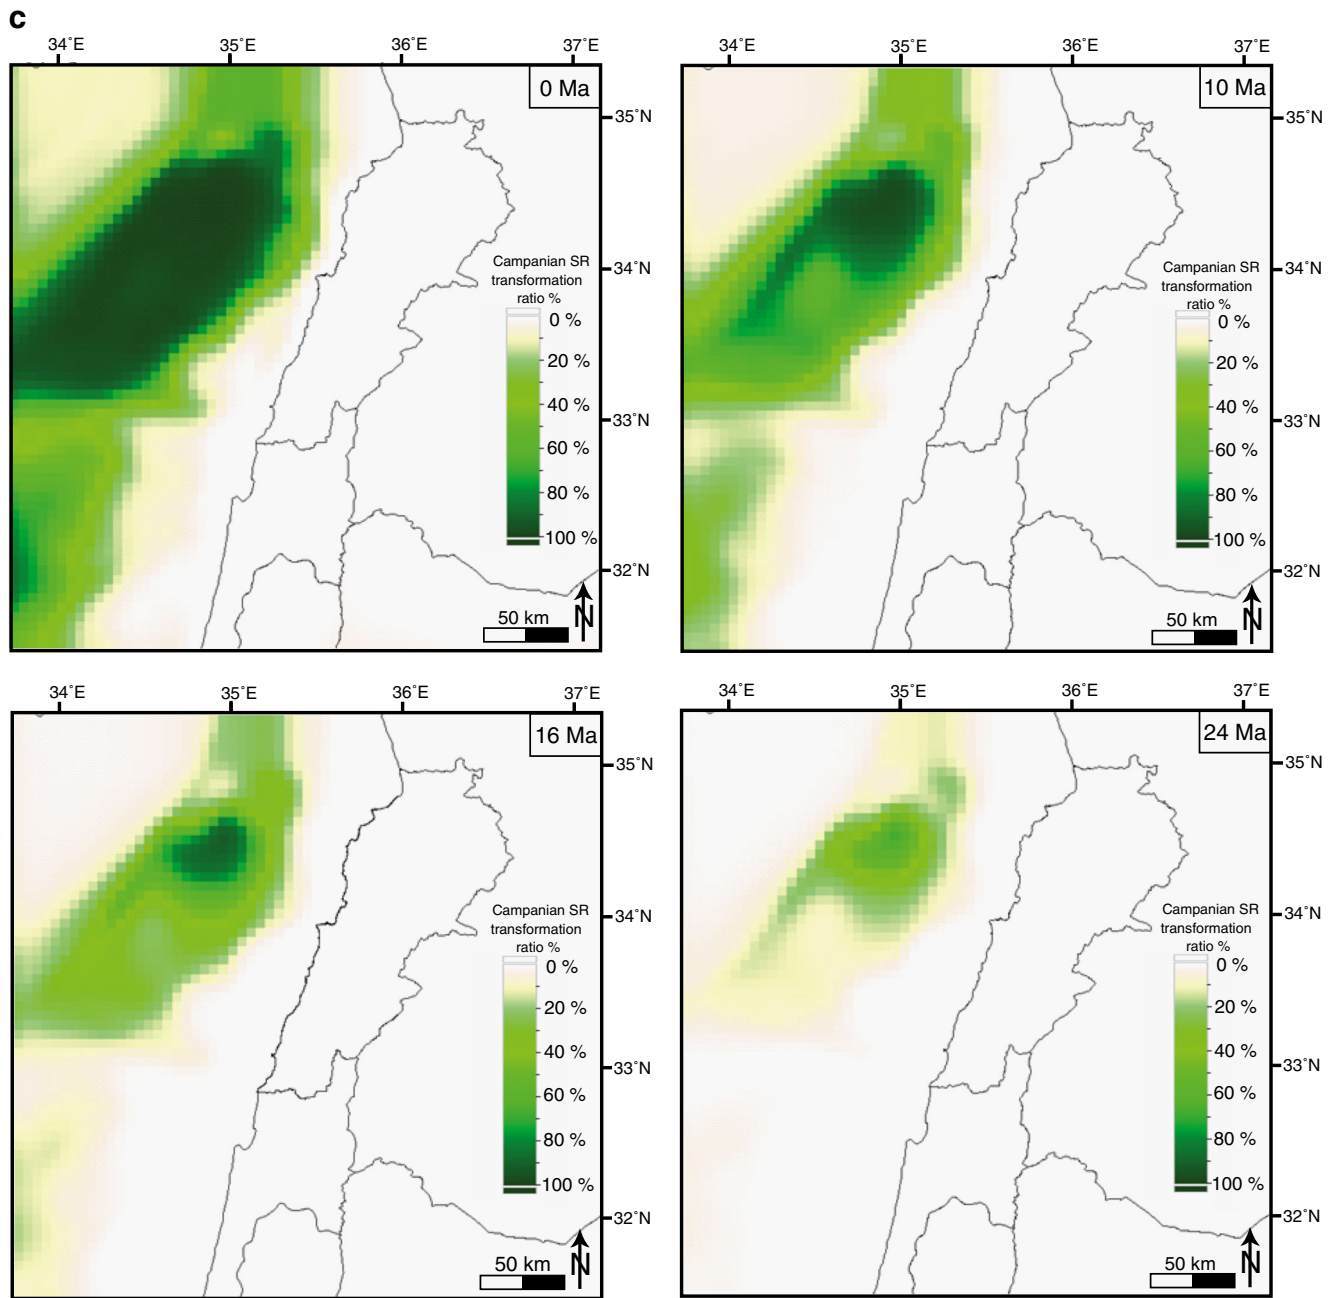 c
34°E 35°E 36°E 37°E
0 Ma
35°N
34°N
Campanian SR
transformation
ratio %
0 %
20 %
40 %
60 %
80 %
100 %
33°N
32°N
50 km
N
34°E 35°E 36°E 37°E
10 Ma
35°N
34°N
Campanian SR
transformation
ratio %
0 %
20 %
40 %
60 %
80 %
100 %
33°N
32°N
50 km
N
34°E 35°E 36°E 37°E
16 Ma
35°N
34°N
Campanian SR
transformation
ratio %
0 %
20 %
40 %
60 %
80 %
100 %
33°N
32°N
50 km
N
34°E 35°E 36°E 37°E
24 Ma
35°N
34°N
Campanian SR
transformation
ratio %
0 %
20 %
40 %
60 %
80 %
100 %
33°N
32°N
50 km
N